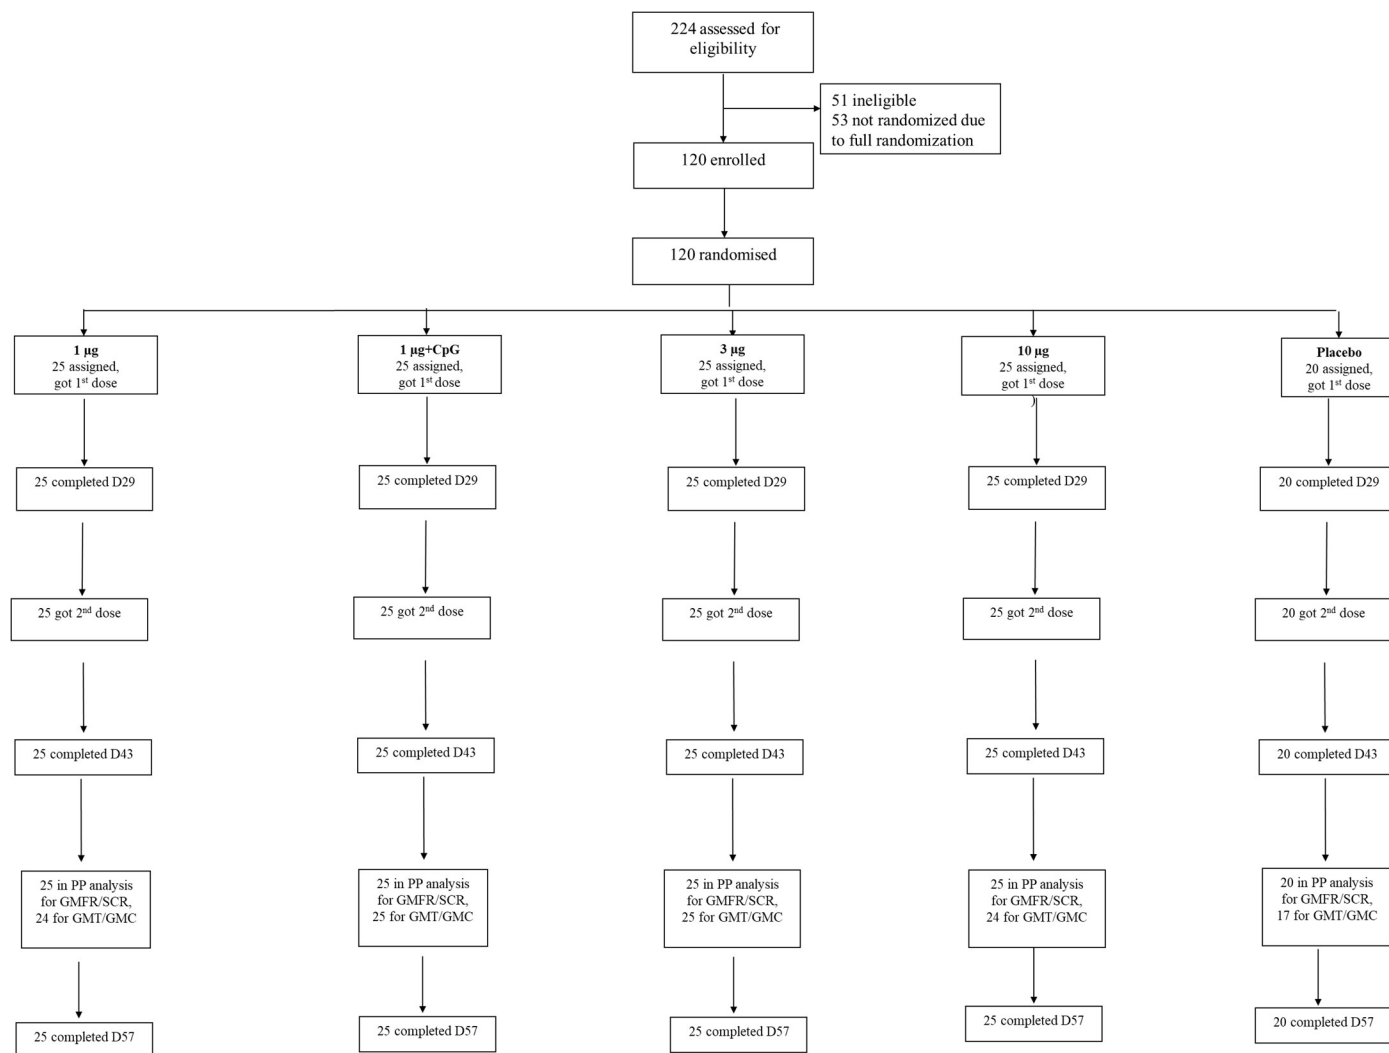 224 assessed for
eligibility
51 ineligible
53 not randomized due
to full randomization
120 enrolled
120 randomised
1 µg
25 assigned,
got 1st dose
1 µg+CpG
25 assigned,
got 1st dose
3 µg
25 assigned,
got 1st dose
10 µg
25 assigned,
got 1st dose
)
Placebo
20 assigned,
got 1st dose
25 completed D29
25 completed D29
25 completed D29
25 completed D29
20 completed D29
25 got 2nd dose
25 got 2nd dose
25 got 2nd dose
25 got 2nd dose
20 got 2nd dose
25 completed D43
25 completed D43
25 completed D43
25 completed D43
20 completed D43
25 in PP analysis
for GMFR/SCR,
24 for GMT/GMC
25 in PP analysis
for GMFR/SCR,
25 for GMT/GMC
25 in PP analysis
for GMFR/SCR,
25 for GMT/GMC
25 in PP analysis
for GMFR/SCR,
24 for GMT/GMC
20 in PP analysis
for GMFR/SCR,
17 for GMT/GMC
25 completed D57
25 completed D57
25 completed D57
25 completed D57
20 completed D57